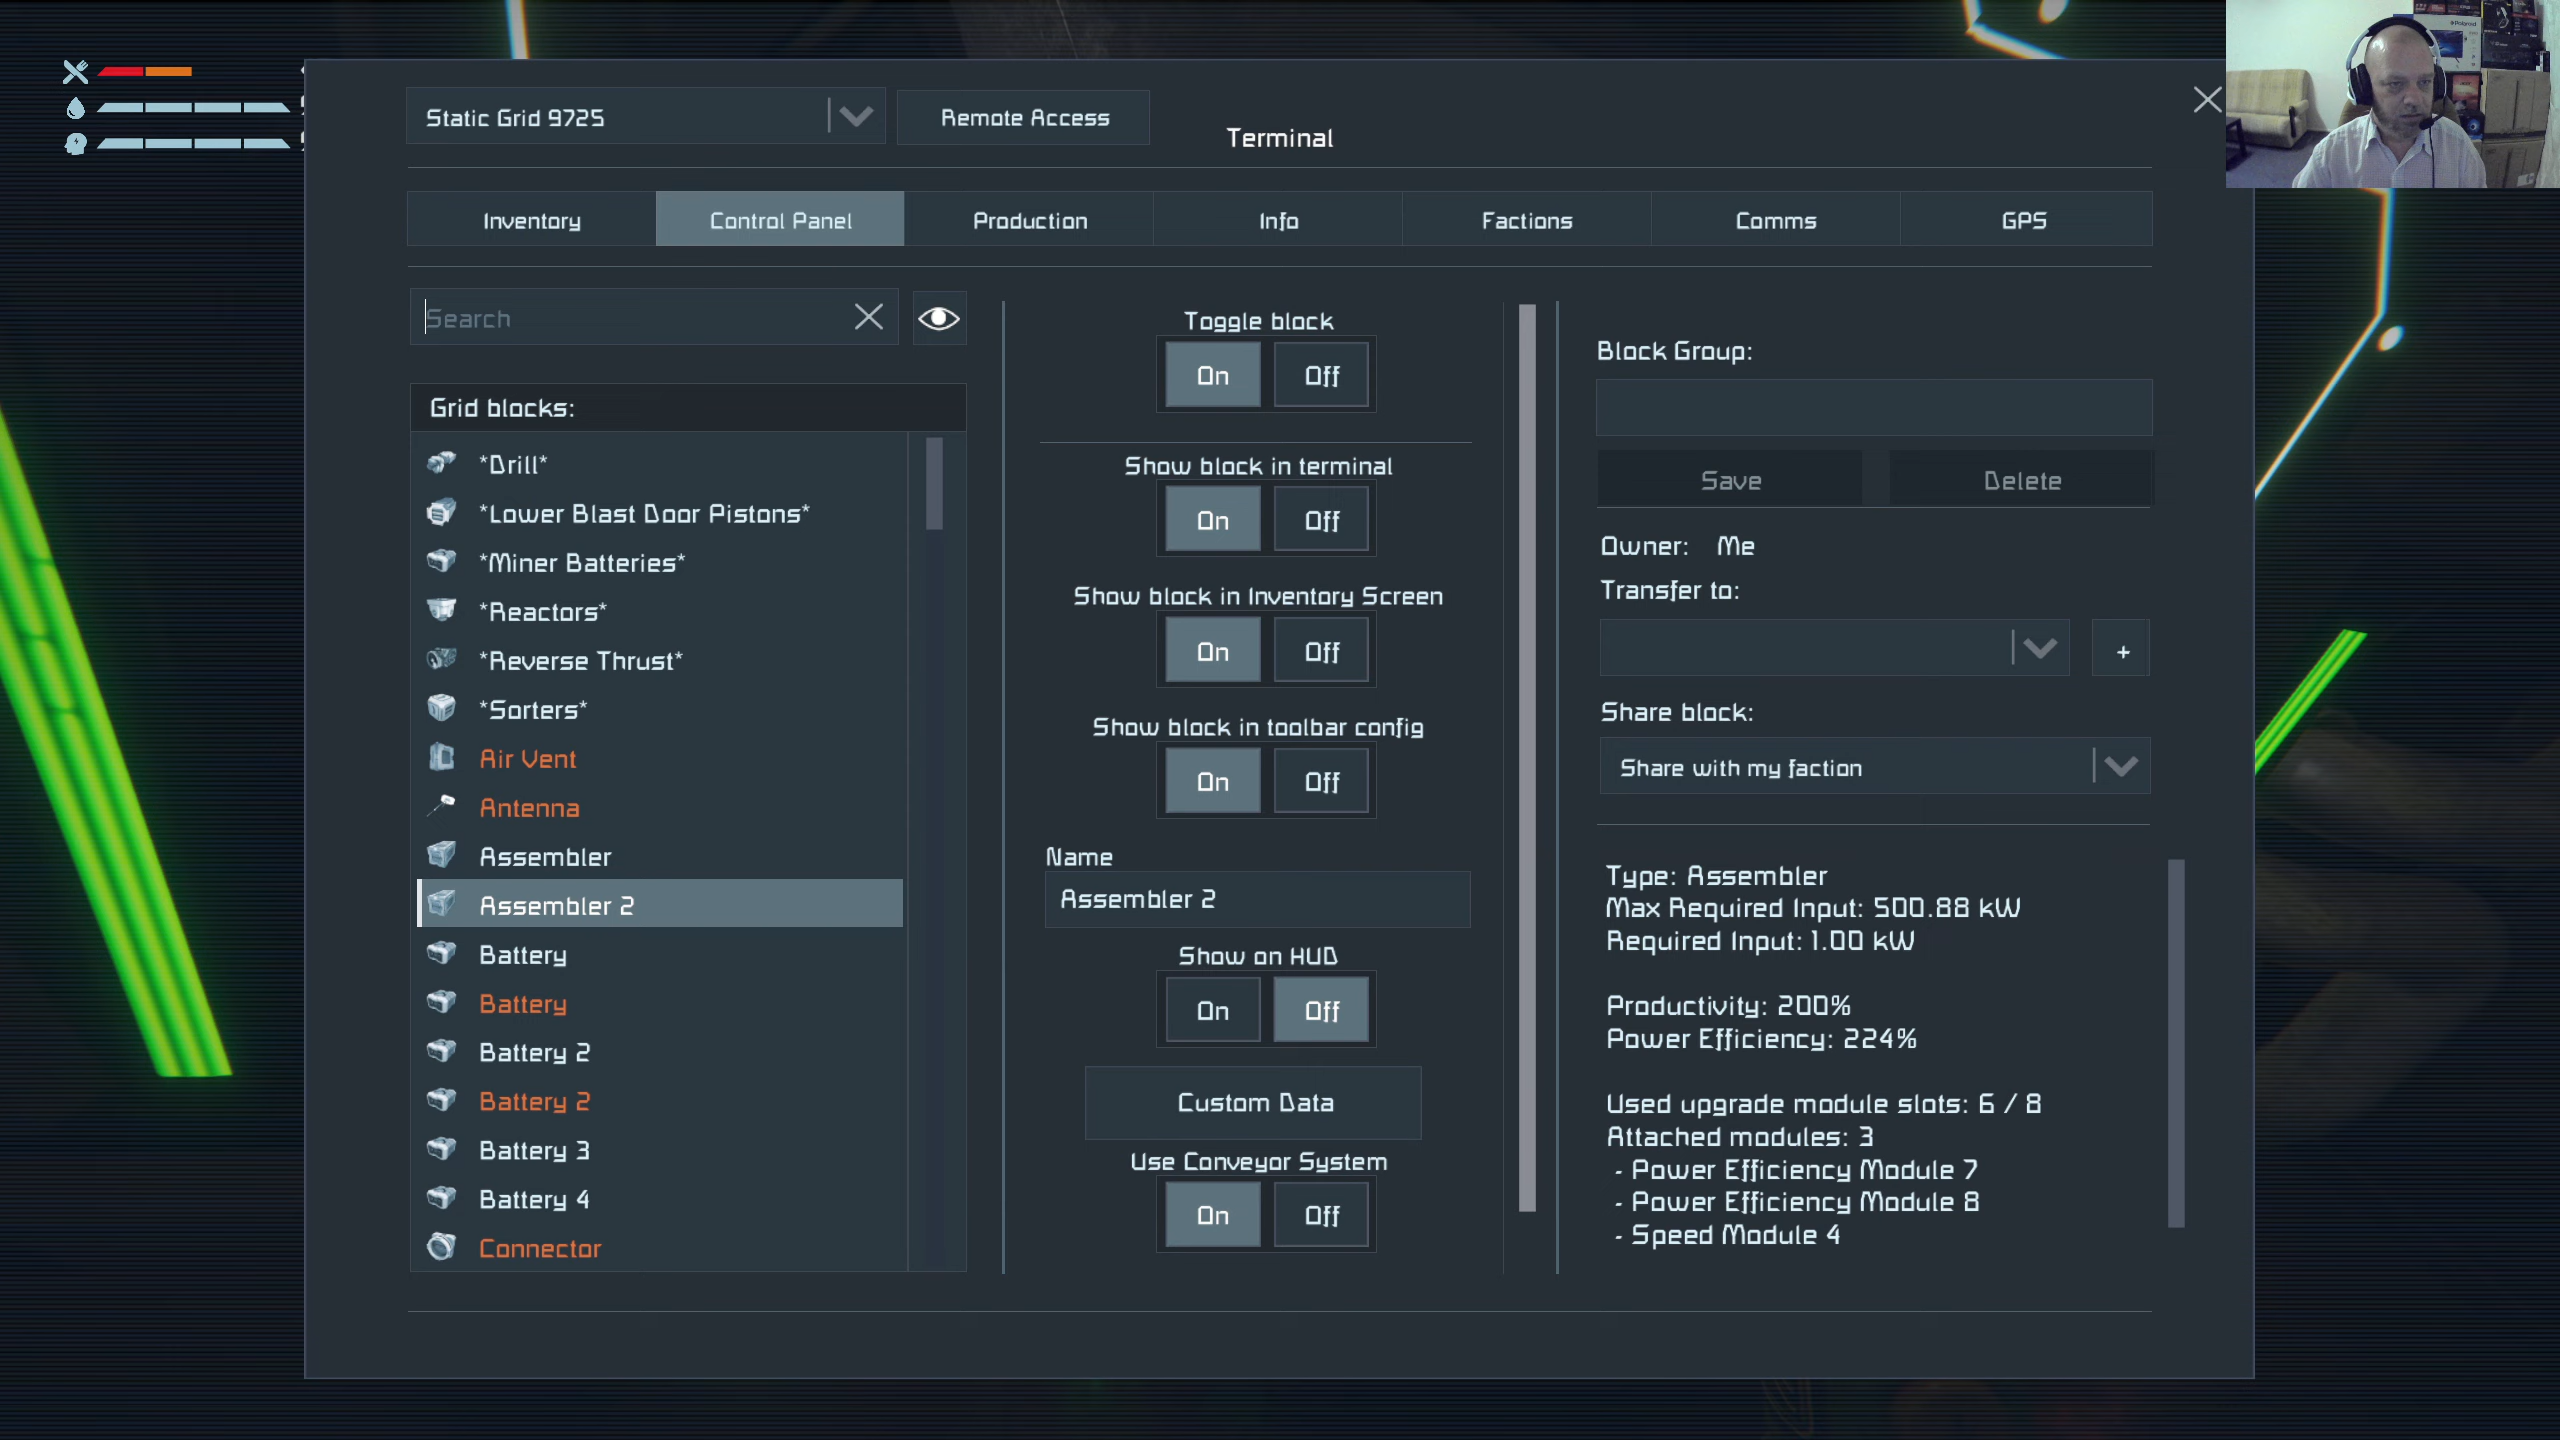 Static Grid 9725
Remote Access
Terminal
Inventory
Control Panel
Production
Info
Factions
Comms
GPS
Search
Grid blocks:
*Drill*
*Lower Blast Door Pistons*
*Miner Batteries*
*Reactors*
*Reverse Thrust*
*Sorters*
Air Vent
Antenna
Assembler
Assembler 2
Battery
Battery
Battery 2
Battery 2
Battery 3
Battery 4
Connector
Toggle block
On Off
Show block in terminal
On Off
Show block in Inventory Screen
On Off
Show block in toolbar config
On Off
Name
Assembler 2
Show on HUD
On Off
Custom Data
Use Conveyor System
On Off
Block Group:
Save Delete
Owner: Me
Transfer to:
+
Share block:
Share with my faction
Type: Assembler
Max Required Input: 500.88 kW
Required Input: 1.00 kW
Productivity: 200%
Power Efficiency: 224%
Used upgrade module slots: 6 / 8
Attached modules: 3
- Power Efficiency Module 7
- Power Efficiency Module 8
- Speed Module 4